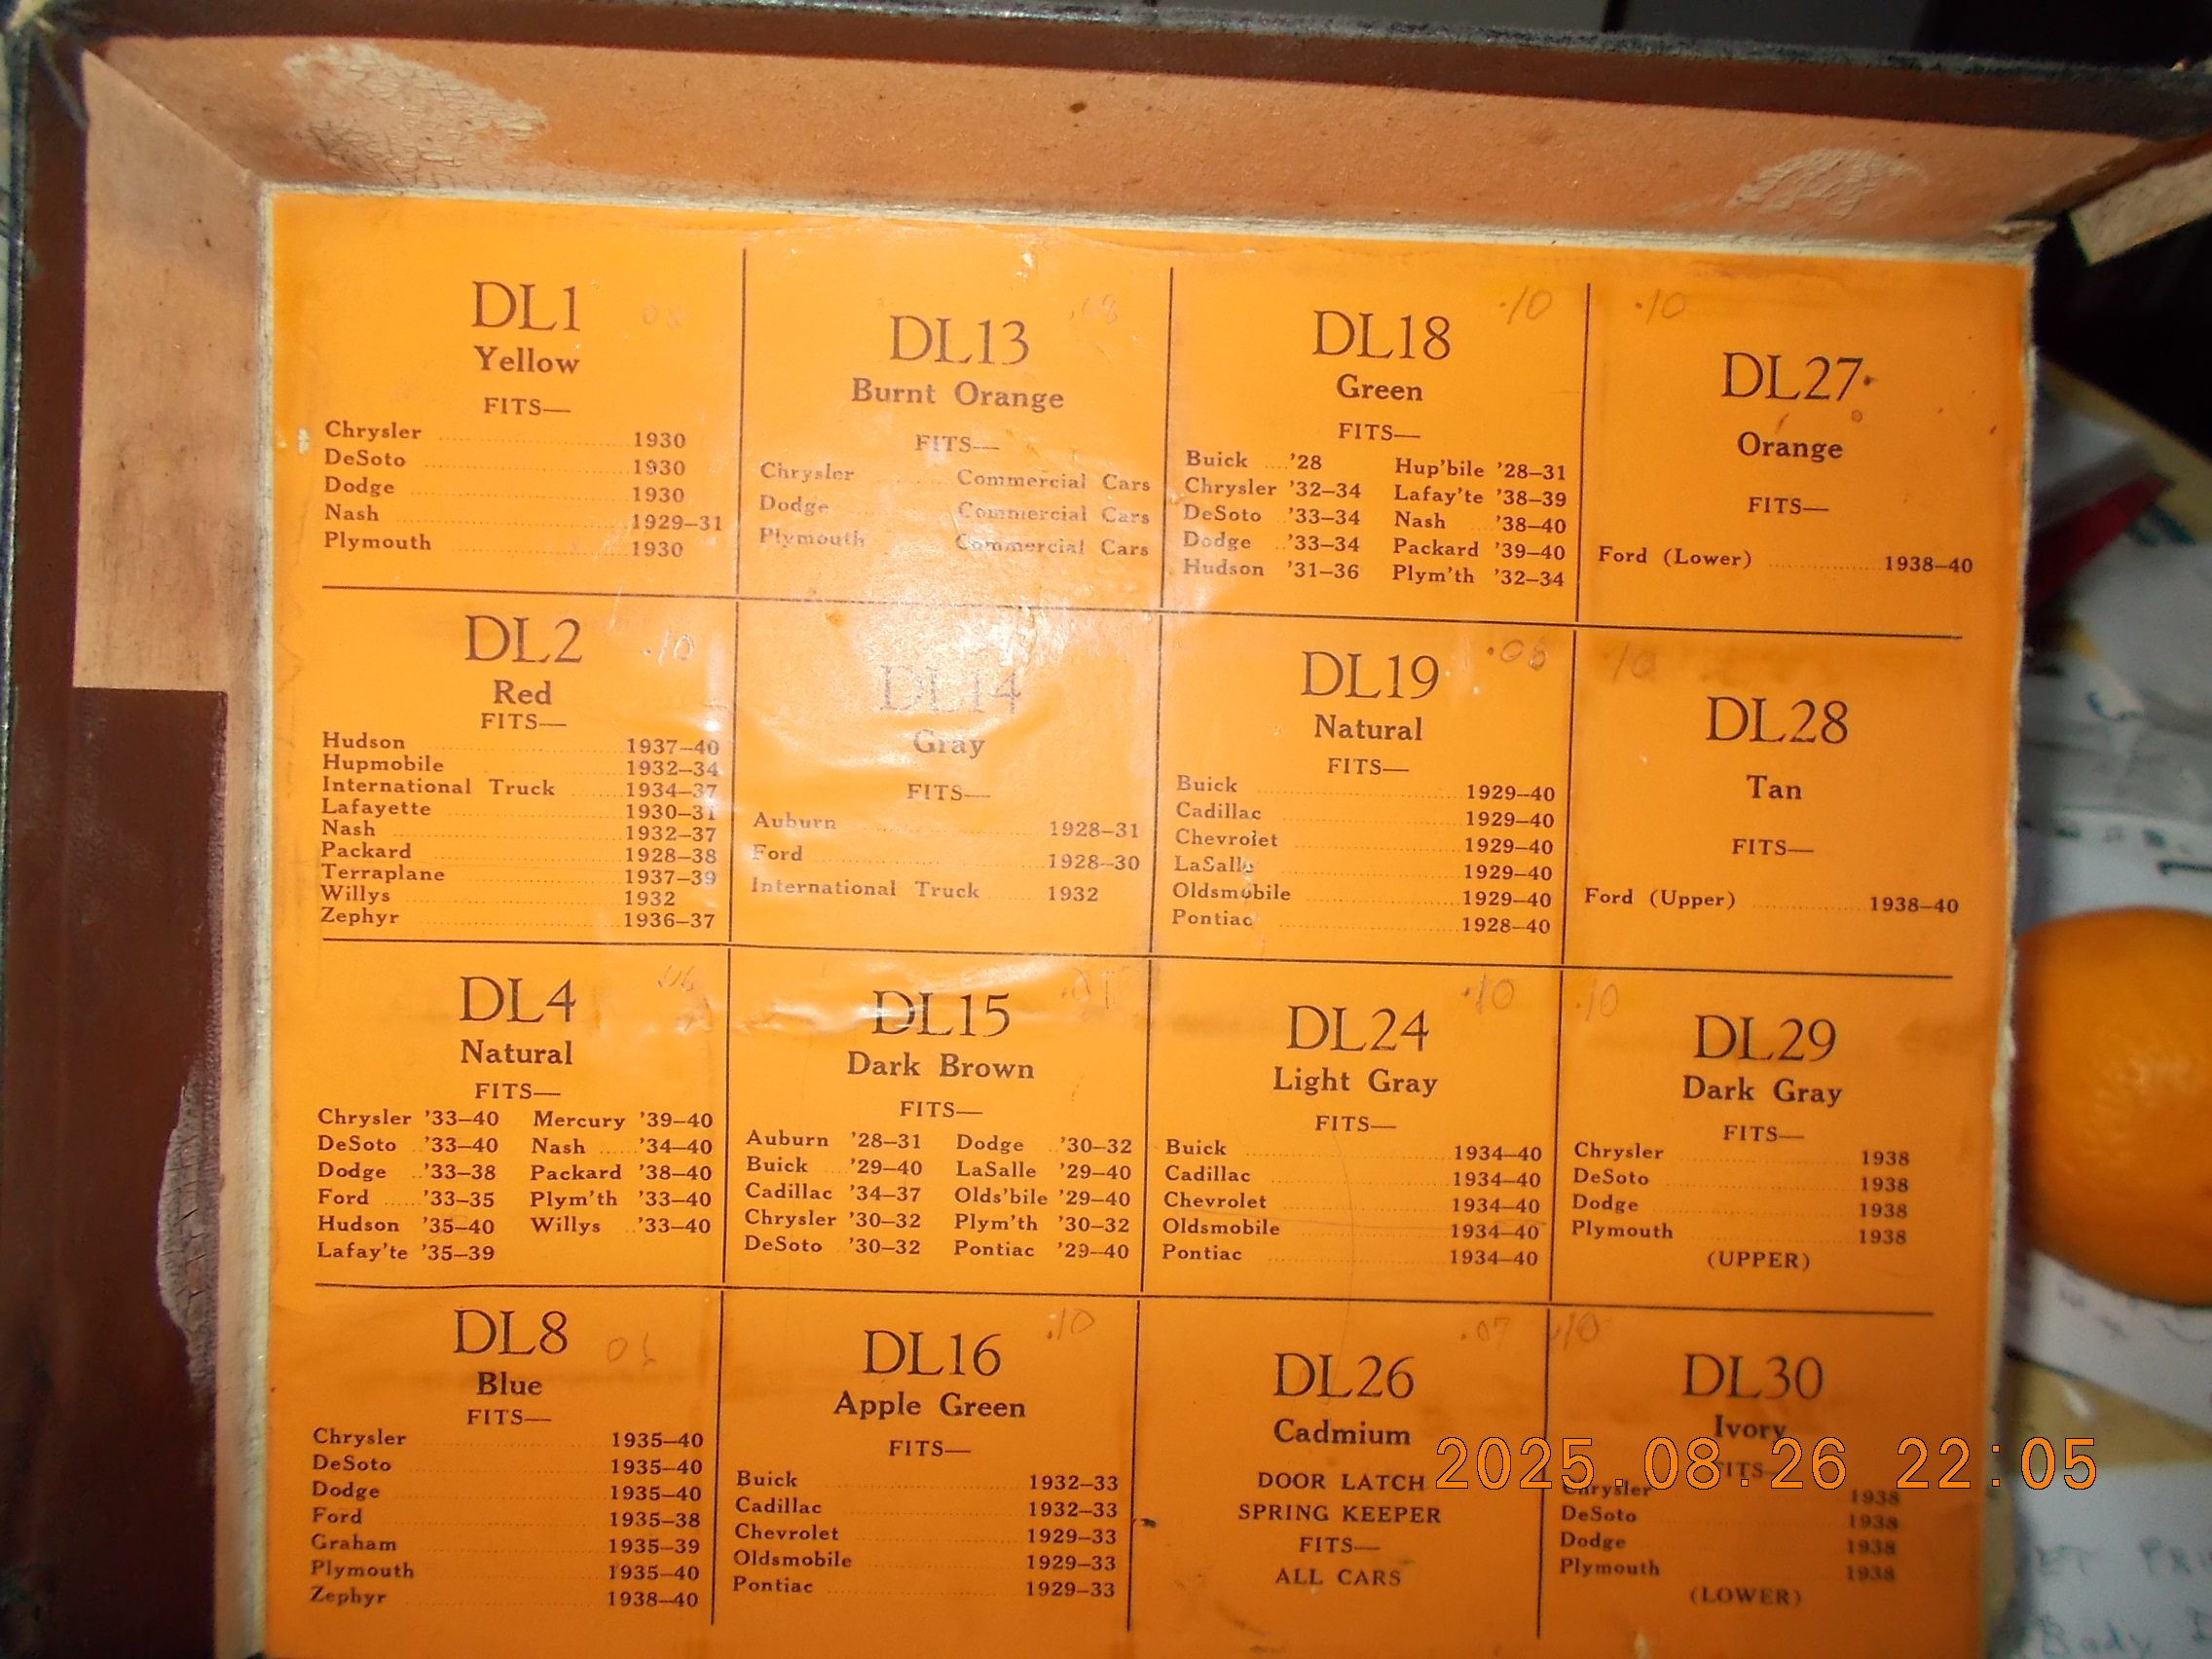 DL1
Yellow
FITS—
Chrysler 1930
DeSoto 1930
Dodge 1930
Nash 1929–31
Plymouth 1930
DL13 .08
Burnt Orange
FITS—
Chrysler Commercial Cars
Dodge Commercial Cars
Plymouth Commercial Cars
DL18 .10
Green
FITS—
Buick '28 Hup'bile '28–31
Chrysler '32–34 Lafay'te '38–39
DeSoto '33–34 Nash '38–40
Dodge '33–34 Packard '39–40
Hudson '31–36 Plym'th '32–34
.10
DL27
Orange
FITS—
Ford (Lower) 1938–40
DL2 .10
Red
FITS—
Hudson 1937–40
Hupmobile 1932–34
International Truck 1934–37
Lafayette 1930–31
Nash 1932–37
Packard 1928–38
Terraplane 1937–39
Willys 1932
Zephyr 1936–37
DL14
Gray
FITS—
Auburn 1928–31
Ford 1928–30
International Truck 1932
DL19 .06
Natural
FITS—
Buick 1929–40
Cadillac 1929–40
Chevrolet 1929–40
LaSalle 1929–40
Oldsmobile 1929–40
Pontiac 1928–40
.10
DL28
Tan
FITS—
Ford (Upper) 1938–40
DL4 .06
Natural
FITS—
Chrysler '33–40 Mercury '39–40
DeSoto '33–40 Nash '34–40
Dodge '33–38 Packard '38–40
Ford '33–35 Plym'th '33–40
Hudson '35–40 Willys '33–40
Lafay'te '35–39
DL15
Dark Brown
FITS—
Auburn '28–31 Dodge '30–32
Buick '29–40 LaSalle '29–40
Cadillac '34–37 Olds'bile '29–40
Chrysler '30–32 Plym'th '30–32
DeSoto '30–32 Pontiac '29–40
DL24 .10
Light Gray
FITS—
Buick 1934–40
Cadillac 1934–40
Chevrolet 1934–40
Oldsmobile 1934–40
Pontiac 1934–40
.10
DL29
Dark Gray
FITS—
Chrysler 1938
DeSoto 1938
Dodge 1938
Plymouth 1938
(UPPER)
DL8
Blue
FITS—
Chrysler 1935–40
DeSoto 1935–40
Dodge 1935–40
Ford 1935–38
Graham 1935–39
Plymouth 1935–40
Zephyr 1938–40
DL16 .10
Apple Green
FITS—
Buick 1932–33
Cadillac 1932–33
Chevrolet 1929–33
Oldsmobile 1929–33
Pontiac 1929–33
DL26 .07
Cadmium
DOOR LATCH
SPRING KEEPER
FITS—
ALL CARS
.10
DL30
Ivory
FITS—
Chrysler 1938
DeSoto 1938
Dodge 1938
Plymouth 1938
(LOWER)
2025.08.26 22:05
Body